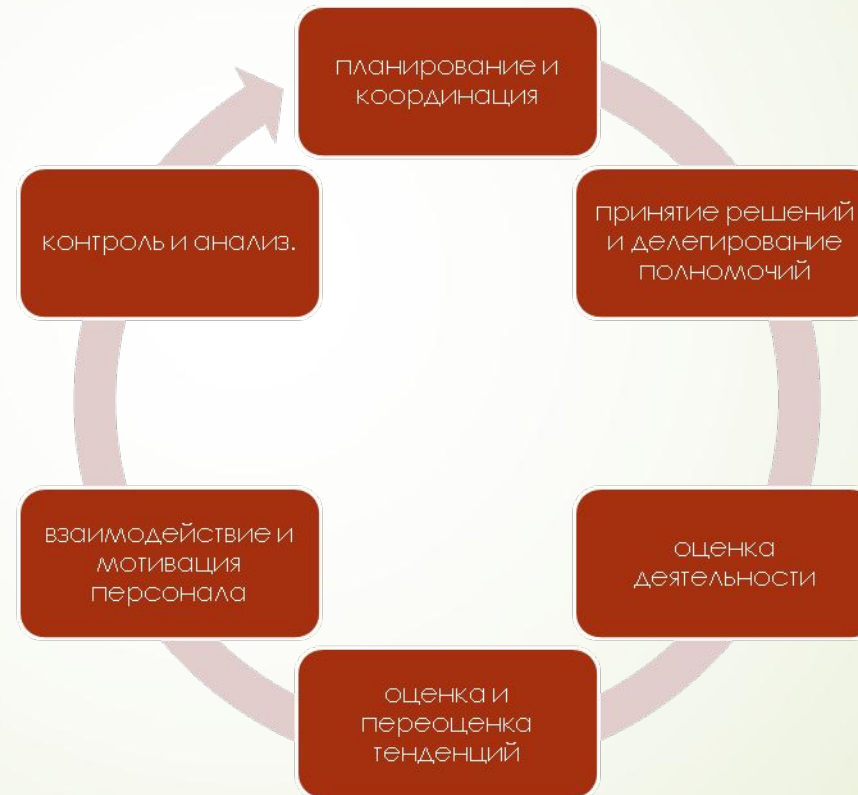 планирование и
координация
принятие решений
и делегирование
полномочий
оценка
деятельности
оценка и
переоценка
тенденций
взаимодействие и
мотивация
персонала
контроль и анализ.